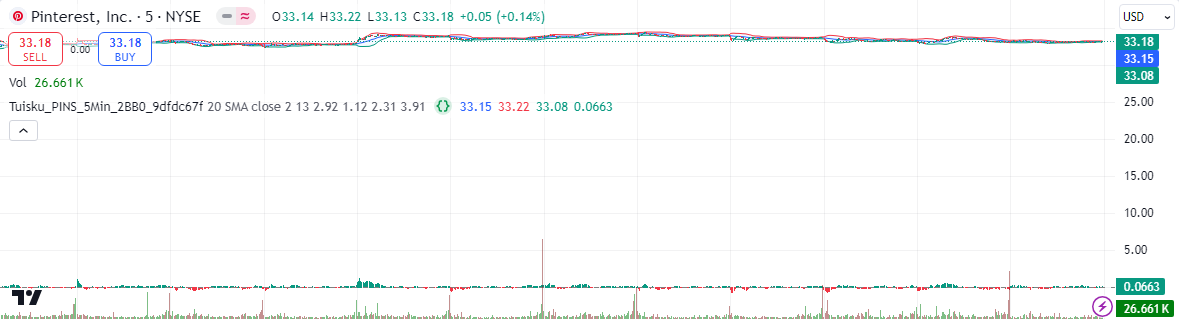 Pinterest, Inc. · 5 · NYSE O33.14 H33.22 L33.13 C33.18 +0.05 (+0.14%)
USD
33.18 SELL
0.00
33.18 BUY
33.18
33.15
33.08
Vol 26.661 K
25.00
Tuisku_PINS_5Min_2BB0_9dfdc67f 20 SMA close 2 13 2.92 1.12 2.31 3.91 {} 33.15 33.22 33.08 0.0663
20.00
15.00
10.00
5.00
0.0663
26.661 K